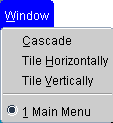 Window
Cascade
Tile Horizontally
Tile Vertically
1 Main Menu